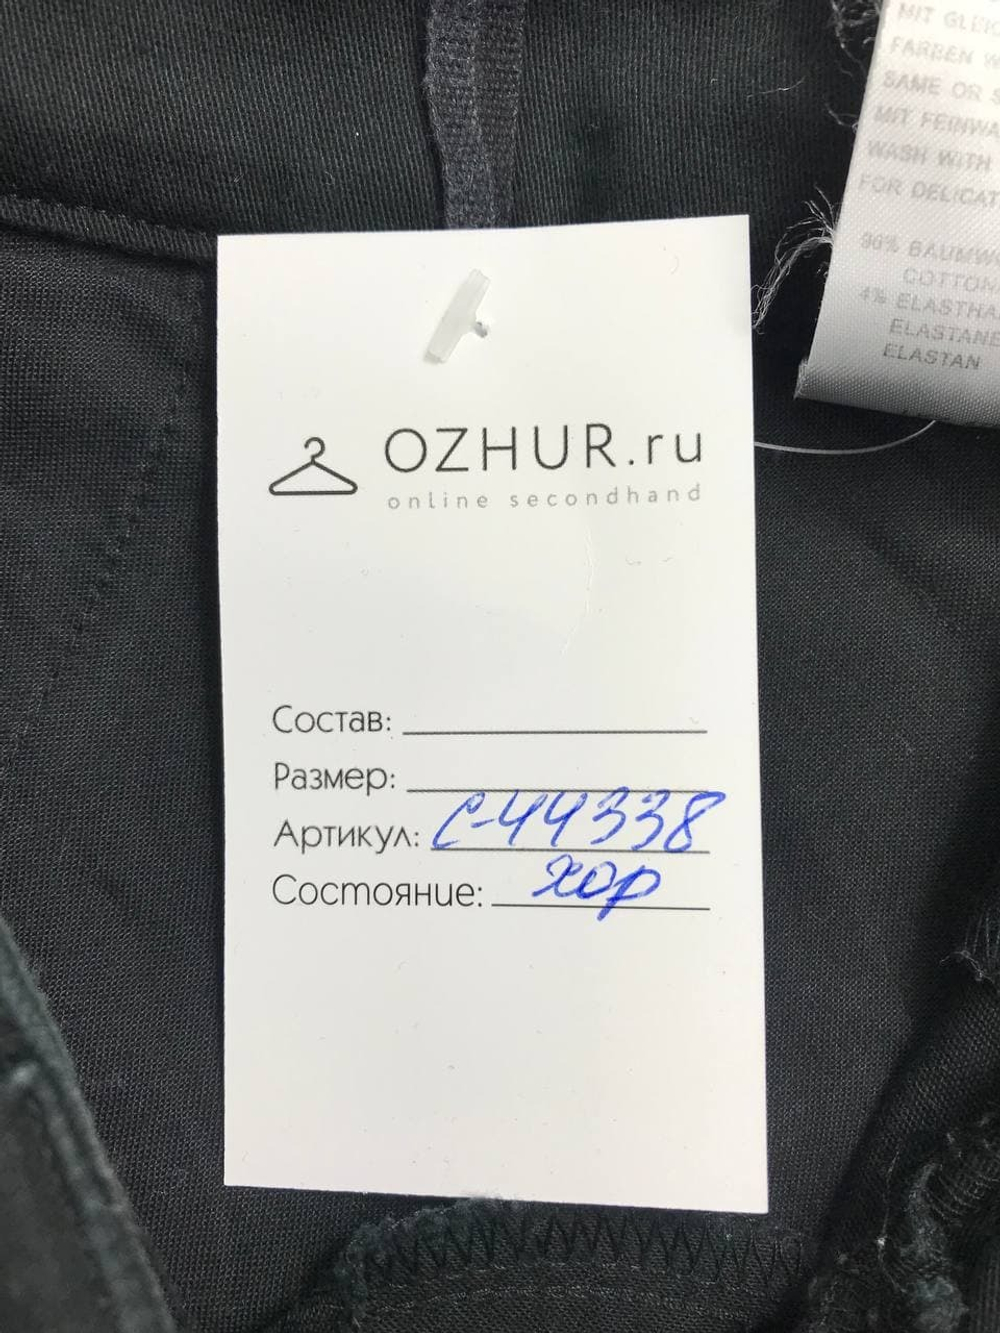 MIT GLEIC
FARBEN W
SAME OR S
MIT FEINWA
WASH WITH
FOR DELICAT
BAUMW
COTTON
4% ELASTHA
ELASTANE
ELASTAN
OZHUR.ru
online secondhand
Состав:
Размер:
Артикул: С-44338
Состояние: хор